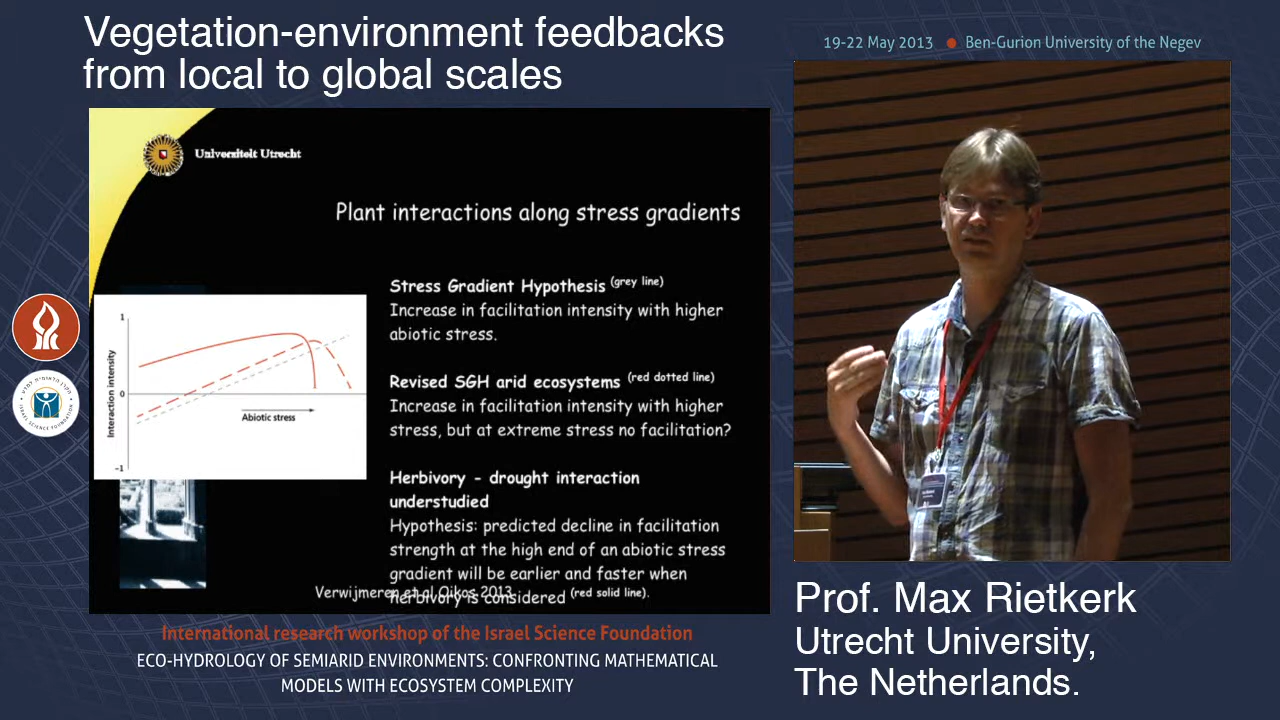 Vegetation-environment feedbacks
from local to global scales
19-22 May 2013 ● Ben-Gurion University of the Negev
Universiteit Utrecht
Plant interactions along stress gradients
Stress Gradient Hypothesis (grey line)
Increase in facilitation intensity with higher
abiotic stress.
Revised SGH arid ecosystems (red dotted line)
Increase in facilitation intensity with higher
stress, but at extreme stress no facilitation?
Herbivory - drought interaction
understudied
Hypothesis: predicted decline in facilitation
strength at the high end of an abiotic stress
gradient will be earlier and faster when
herbivory is considered (red solid line).
Verwijmeren et al Oikos 2013
1
0
-1
Interaction intensity
Abiotic stress
International research workshop of the Israel Science Foundation
ECO-HYDROLOGY OF SEMIARID ENVIRONMENTS: CONFRONTING MATHEMATICAL
MODELS WITH ECOSYSTEM COMPLEXITY
Prof. Max Rietkerk
Utrecht University,
The Netherlands.